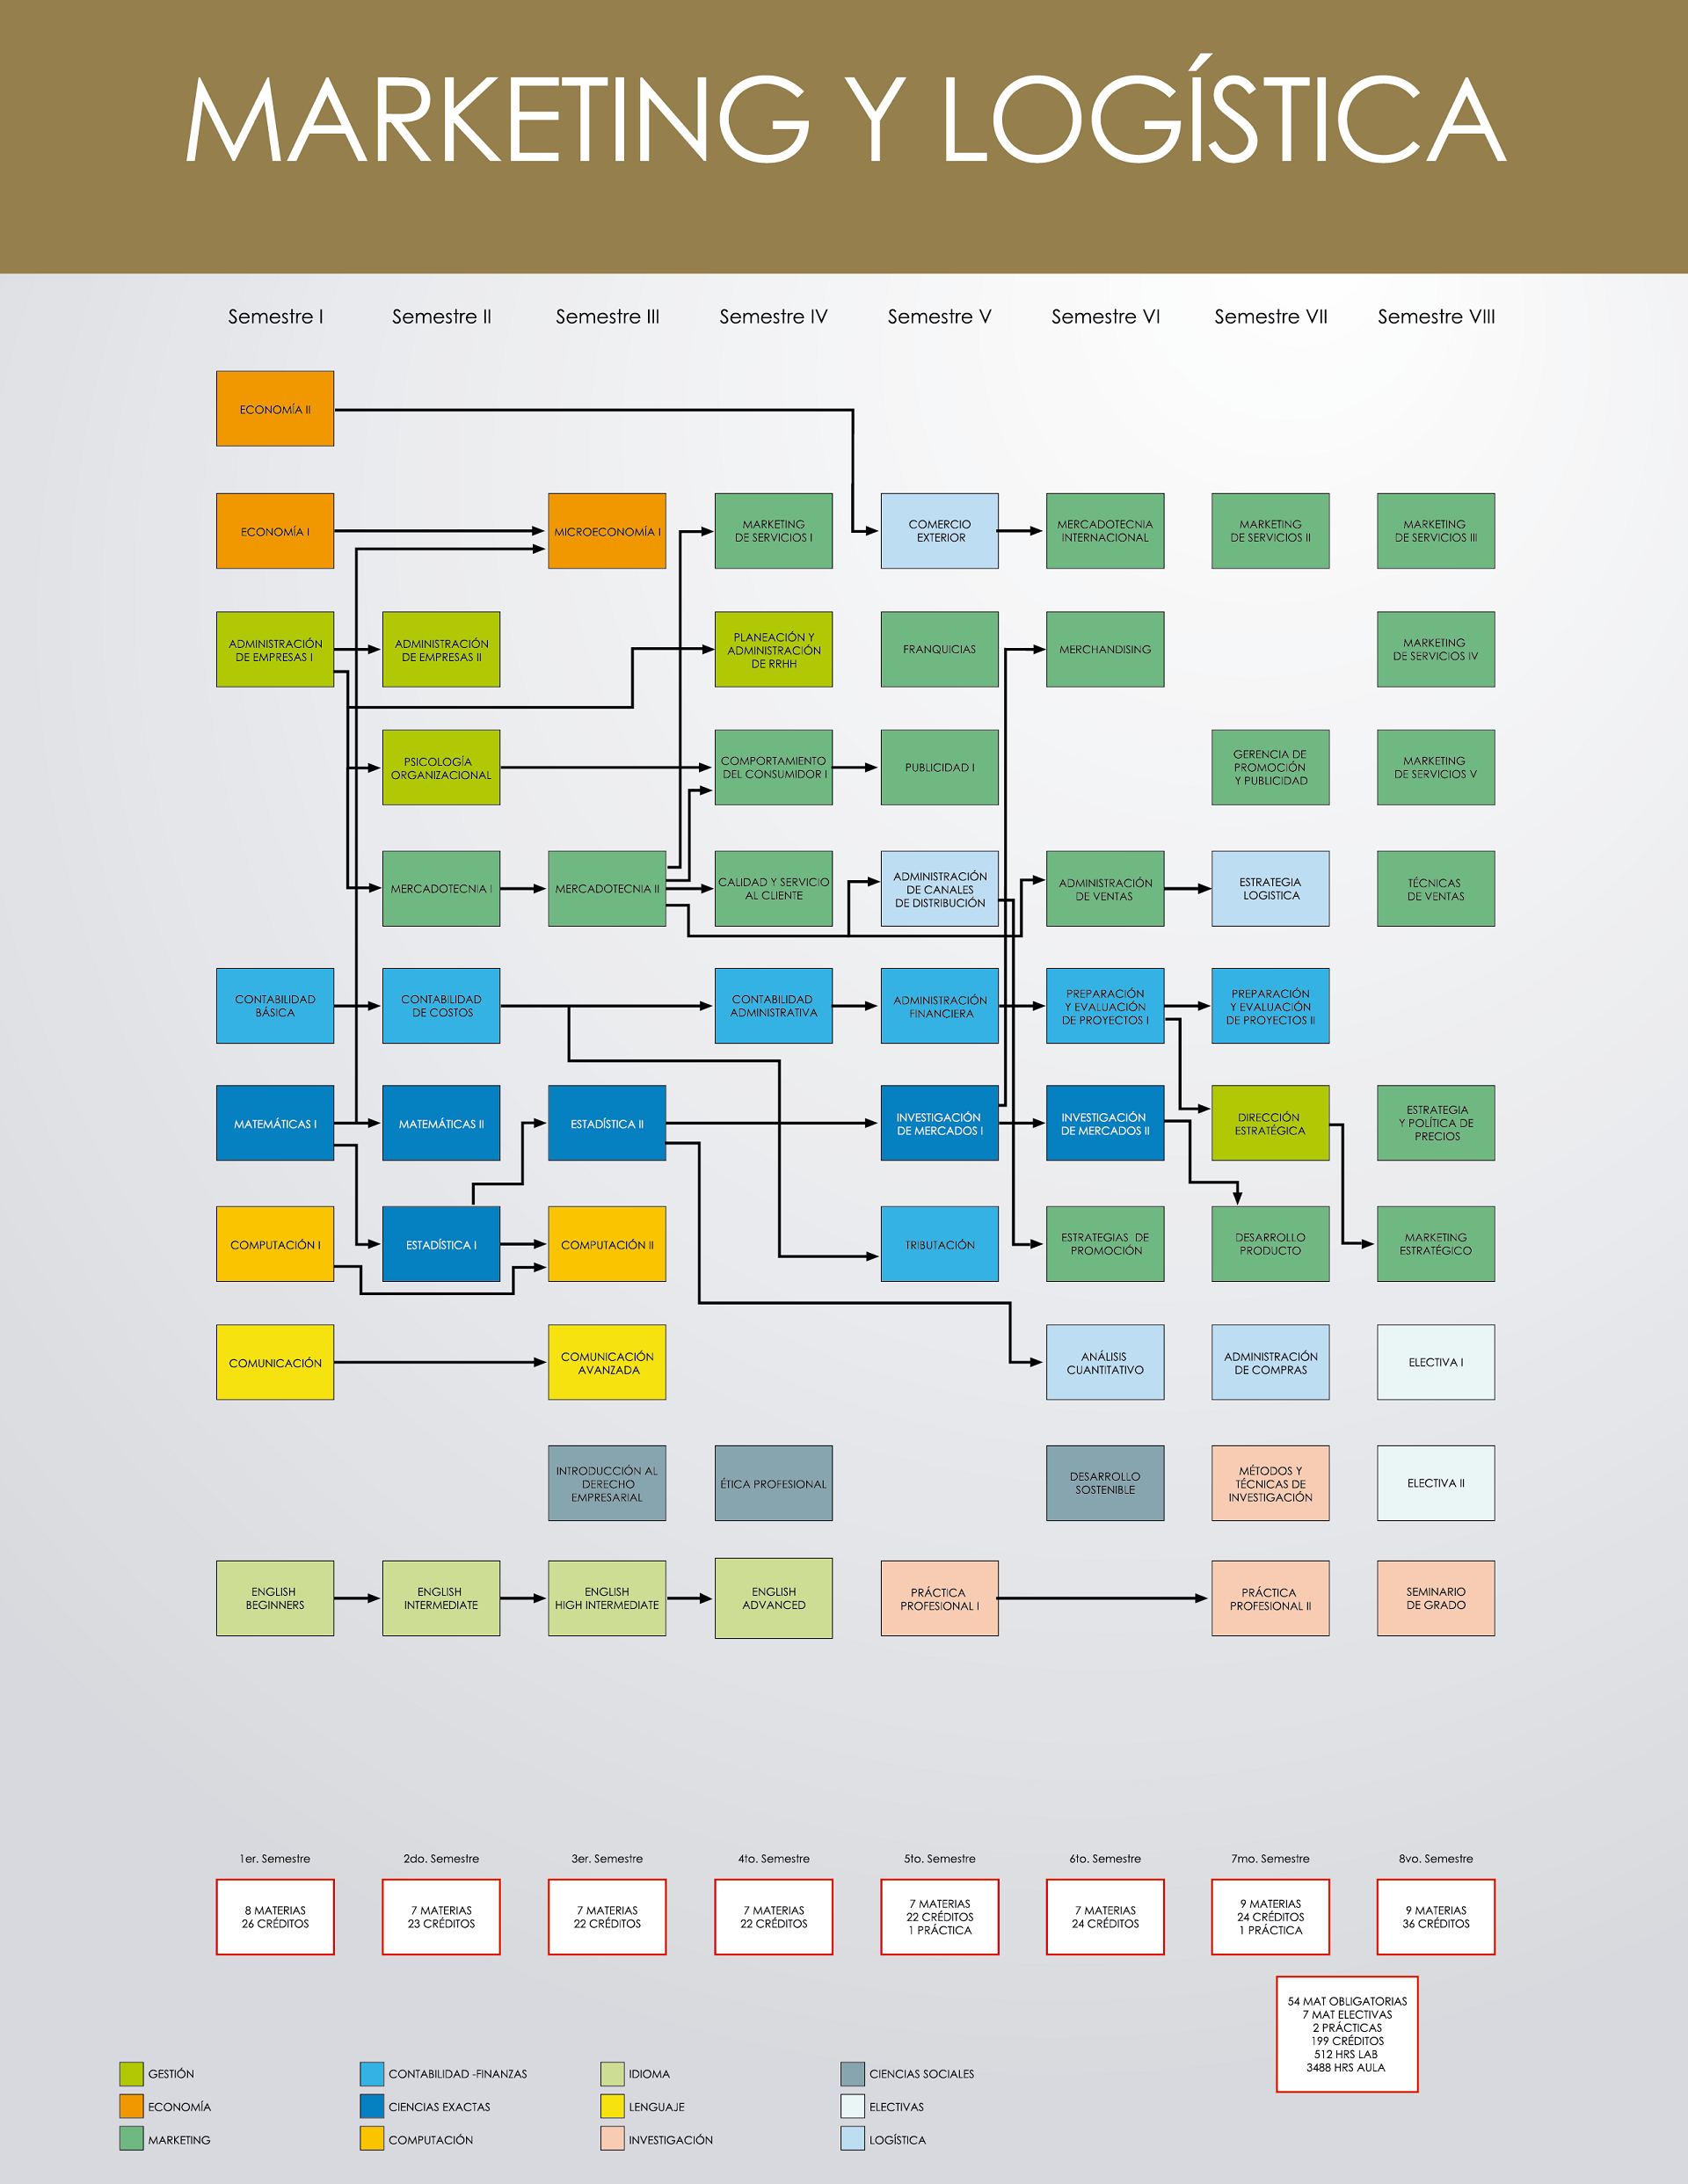 MARKETING Y LOGÍSTICA
Semestre I
Semestre II
Semestre III
Semestre IV
Semestre V
Semestre VI
Semestre VII
Semestre VIII
ECONOMÍA II
ECONOMÍA I
MICROECONOMÍA I
MARKETING
DE SERVICIOS I
COMERCIO
EXTERIOR
MERCADOTECNIA
INTERNACIONAL
MARKETING
DE SERVICIOS II
MARKETING
DE SERVICIOS III
ADMINISTRACIÓN
DE EMPRESAS I
ADMINISTRACIÓN
DE EMPRESAS II
PLANEACIÓN Y
ADMINISTRACIÓN
DE RRHH
FRANQUICIAS
MERCHANDISING
MARKETING
DE SERVICIOS IV
PSICOLOGÍA
ORGANIZACIONAL
COMPORTAMIENTO
DEL CONSUMIDOR I
PUBLICIDAD I
GERENCIA DE
PROMOCIÓN
Y PUBLICIDAD
MARKETING
DE SERVICIOS V
MERCADOTECNIA I
MERCADOTECNIA II
CALIDAD Y SERVICIO
AL CLIENTE
ADMINISTRACIÓN
DE CANALES
DE DISTRIBUCIÓN
ADMINISTRACIÓN
DE VENTAS
ESTRATEGIA
LOGISTICA
TÉCNICAS
DE VENTAS
CONTABILIDAD
BÁSICA
CONTABILIDAD
DE COSTOS
CONTABILIDAD
ADMINISTRATIVA
ADMINISTRACIÓN
FINANCIERA
PREPARACIÓN
Y EVALUACIÓN
DE PROYECTOS I
PREPARACIÓN
Y EVALUACIÓN
DE PROYECTOS II
MATEMÁTICAS I
MATEMÁTICAS II
ESTADÍSTICA II
INVESTIGACIÓN
DE MERCADOS I
INVESTIGACIÓN
DE MERCADOS II
DIRECCIÓN
ESTRATÉGICA
ESTRATEGIA
Y POLÍTICA DE
PRECIOS
COMPUTACIÓN I
ESTADÍSTICA I
COMPUTACIÓN II
TRIBUTACIÓN
ESTRATEGIAS DE
PROMOCIÓN
DESARROLLO
PRODUCTO
MARKETING
ESTRATÉGICO
COMUNICACIÓN
COMUNICACIÓN
AVANZADA
ANÁLISIS
CUANTITATIVO
ADMINISTRACIÓN
DE COMPRAS
ELECTIVA I
INTRODUCCIÓN AL
DERECHO
EMPRESARIAL
ÉTICA PROFESIONAL
DESARROLLO
SOSTENIBLE
MÉTODOS Y
TÉCNICAS DE
INVESTIGACIÓN
ELECTIVA II
ENGLISH
BEGINNERS
ENGLISH
INTERMEDIATE
ENGLISH
HIGH INTERMEDIATE
ENGLISH
ADVANCED
PRÁCTICA
PROFESIONAL I
PRÁCTICA
PROFESIONAL II
SEMINARIO
DE GRADO
1er. Semestre
2do. Semestre
3er. Semestre
4to. Semestre
5to. Semestre
6to. Semestre
7mo. Semestre
8vo. Semestre
8 MATERIAS
26 CRÉDITOS
7 MATERIAS
23 CRÉDITOS
7 MATERIAS
22 CRÉDITOS
7 MATERIAS
22 CRÉDITOS
7 MATERIAS
22 CRÉDITOS
1 PRÁCTICA
7 MATERIAS
24 CRÉDITOS
9 MATERIAS
24 CRÉDITOS
1 PRÁCTICA
9 MATERIAS
36 CRÉDITOS
54 MAT OBLIGATORIAS
7 MAT ELECTIVAS
2 PRÁCTICAS
199 CRÉDITOS
512 HRS LAB
3488 HRS AULA
GESTIÓN
CONTABILIDAD -FINANZAS
IDIOMA
CIENCIAS SOCIALES
ECONOMÍA
CIENCIAS EXACTAS
LENGUAJE
ELECTIVAS
MARKETING
COMPUTACIÓN
INVESTIGACIÓN
LOGÍSTICA